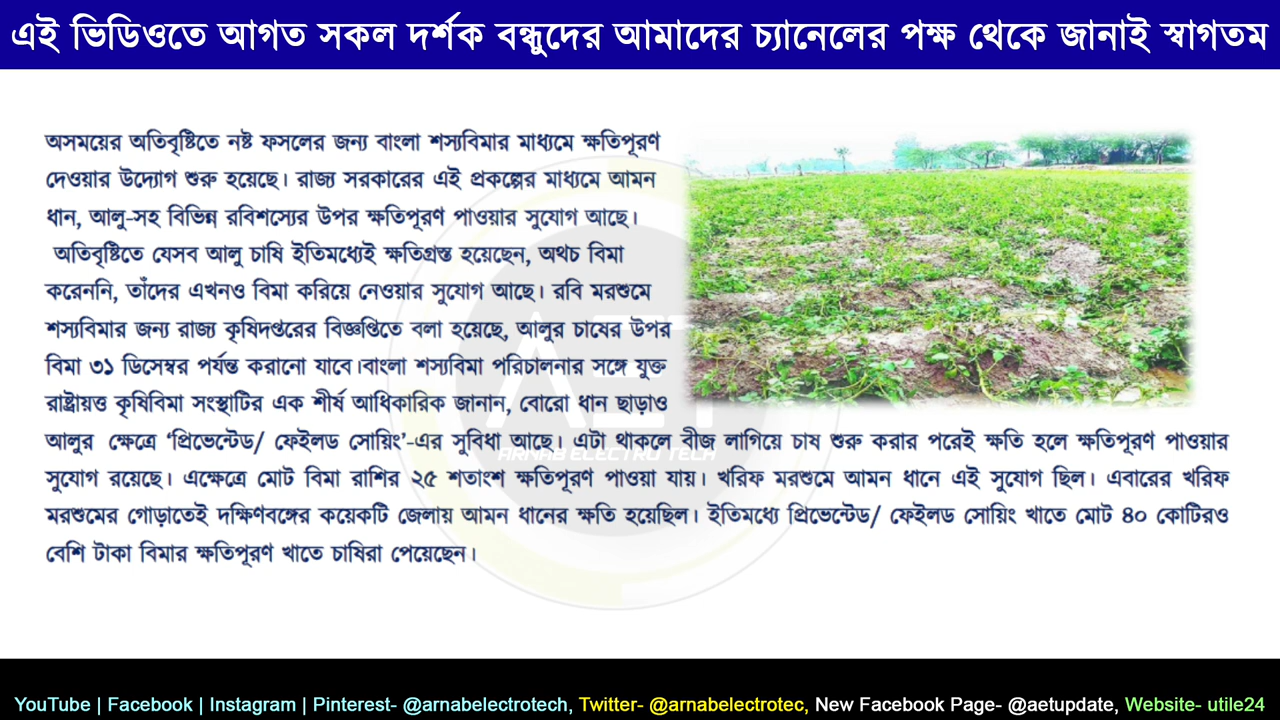 এই ভিডিওতে আগত সকল দর্শক বন্ধুদের আমাদের চ্যানেলের পক্ষ থেকে জানাই স্বাগতম
অসময়ের অতিবৃষ্টিতে নষ্ট ফসলের জন্য বাংলা শস্যবিমার মাধ্যমে ক্ষতিপূরণ
দেওয়ার উদ্যোগ শুরু হয়েছে। রাজ্য সরকারের এই প্রকল্পের মাধ্যমে আমন
ধান, আলু-সহ বিভিন্ন রবিশস্যের উপর ক্ষতিপূরণ পাওয়ার সুযোগ আছে।
অতিবৃষ্টিতে যেসব আলু চাষি ইতিমধ্যেই ক্ষতিগ্রস্ত হয়েছেন, অথচ বিমা
করেননি, তাঁদের এখনও বিমা করিয়ে নেওয়ার সুযোগ আছে। রবি মরশুমে
শস্যবিমার জন্য রাজ্য কৃষিদপ্তরের বিজ্ঞপ্তিতে বলা হয়েছে, আলুর চাষের উপর
বিমা ৩১ ডিসেম্বর পর্যন্ত করানো যাবে।বাংলা শস্যবিমা পরিচালনার সঙ্গে যুক্ত
রাষ্ট্রায়ত্ত কৃষিবিমা সংস্থাটির এক শীর্ষ আধিকারিক জানান, বোরো ধান ছাড়াও
আলুর ক্ষেত্রে ‘প্রিভেন্টেড/ ফেইলড সোয়িং’-এর সুবিধা আছে। এটা থাকলে বীজ লাগিয়ে চাষ শুরু করার পরেই ক্ষতি হলে ক্ষতিপূরণ পাওয়ার
সুযোগ রয়েছে। এক্ষেত্রে মোট বিমা রাশির ২৫ শতাংশ ক্ষতিপূরণ পাওয়া যায়। খরিফ মরশুমে আমন ধানে এই সুযোগ ছিল। এবারের খরিফ
মরশুমের গোড়াতেই দক্ষিণবঙ্গের কয়েকটি জেলায় আমন ধানের ক্ষতি হয়েছিল। ইতিমধ্যে প্রিভেন্টেড/ ফেইলড সোয়িং খাতে মোট ৪০ কোটিরও
বেশি টাকা বিমার ক্ষতিপূরণ খাতে চাষিরা পেয়েছেন।
AET
ARNAB ELECTRO TECH
YouTube | Facebook | Instagram | Pinterest- @arnabelectrotech, Twitter- @arnabelectrotec, New Facebook Page- @aetupdate, Website- utile24